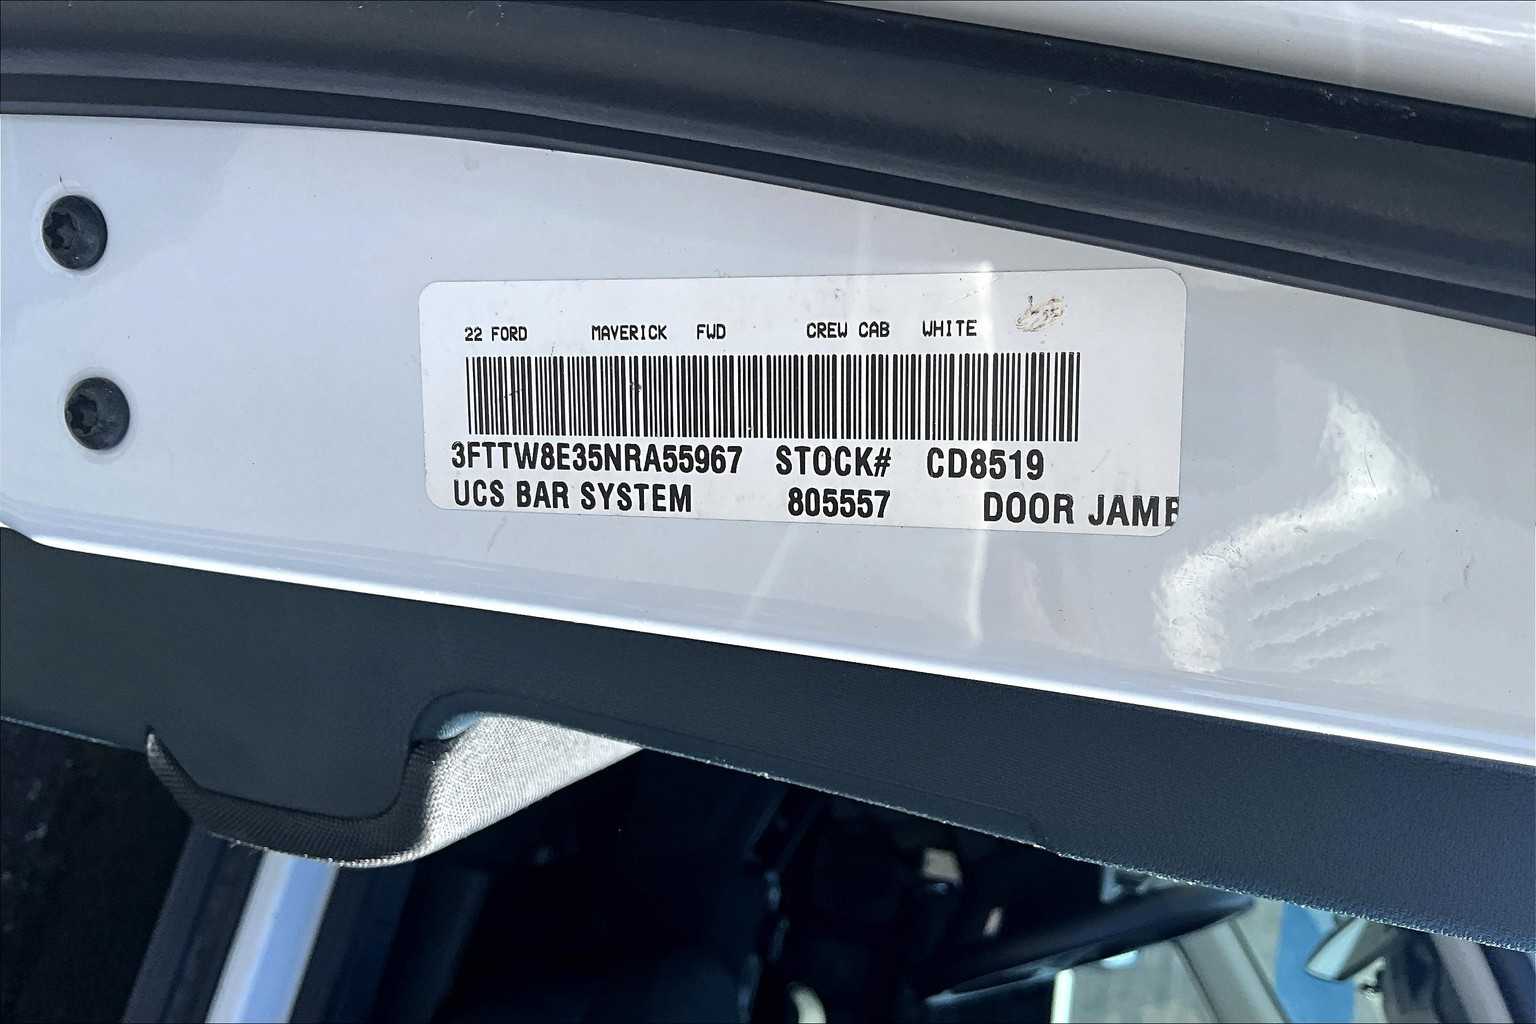 22 FORD MAVERICK FWD CREW CAB WHITE
3FTTW8E35NRA55967 STOCK# CD8519
UCS BAR SYSTEM 805557 DOOR JAMB